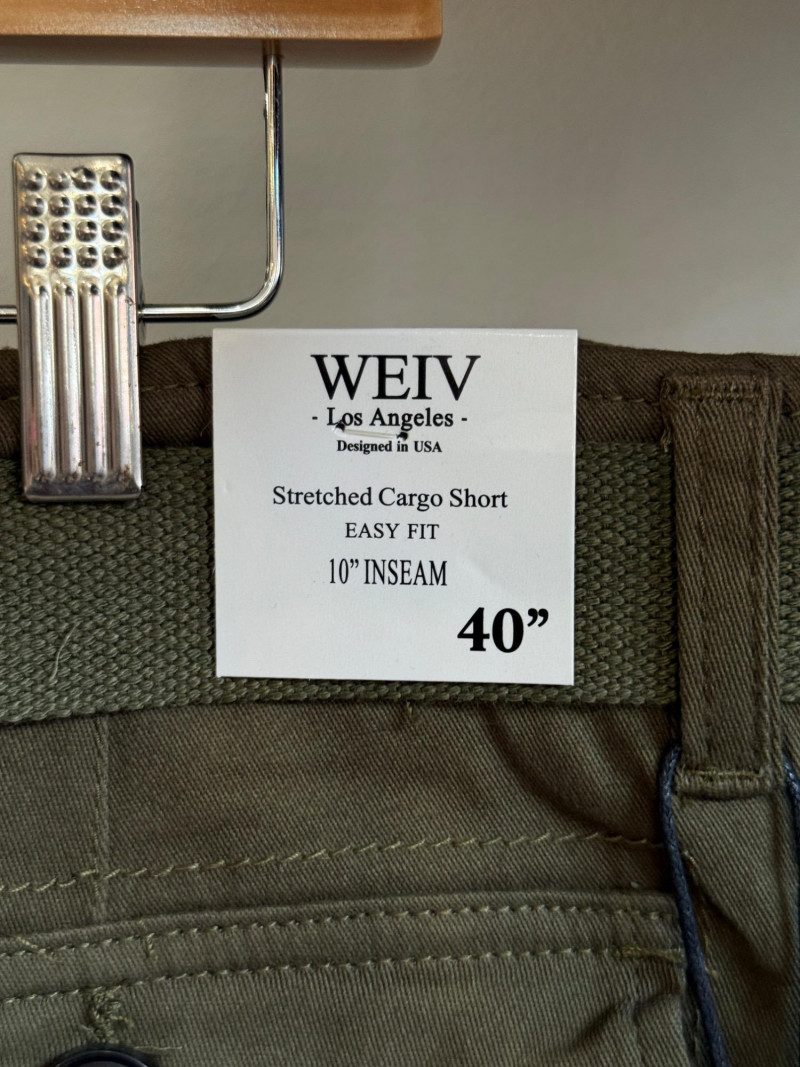 WEIV
- Los Angeles -
Designed in USA
Stretched Cargo Short
EASY FIT
10” INSEAM
40”